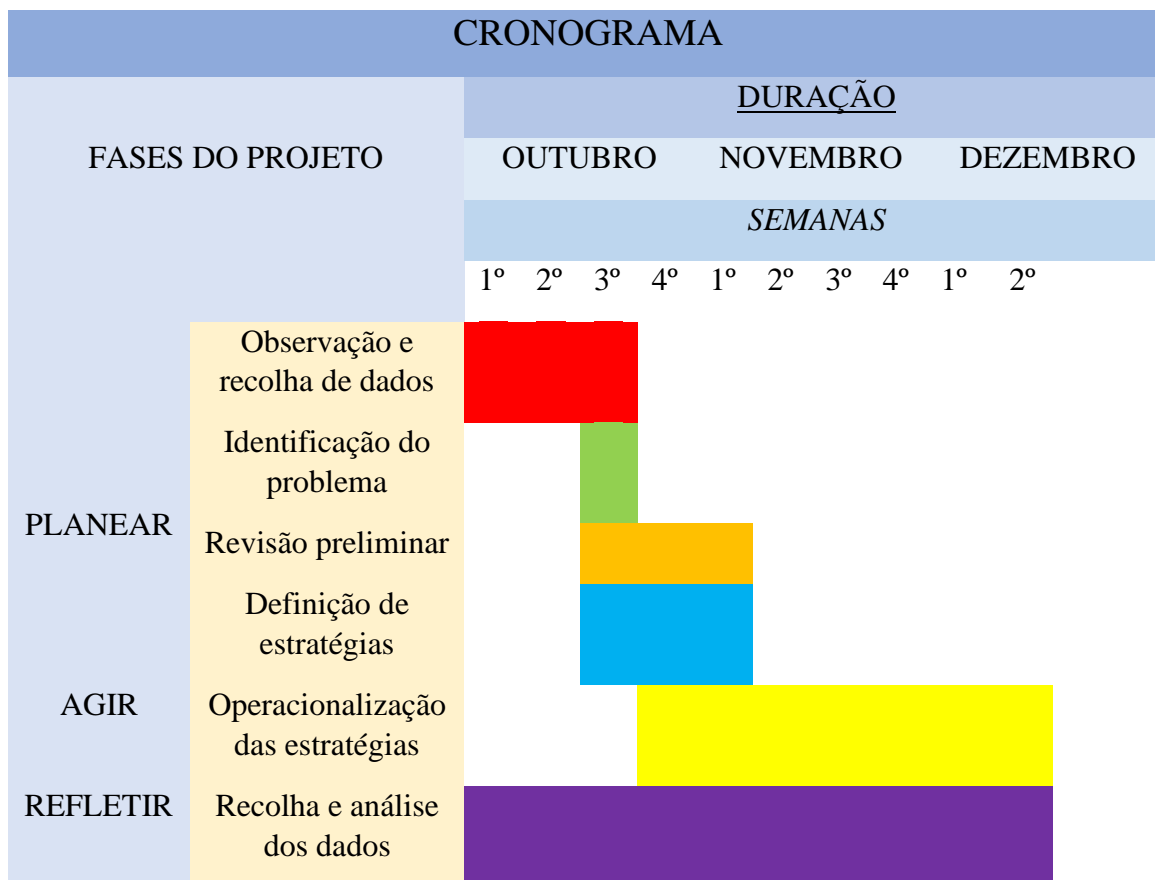 CRONOGRAMA
FASES DO PROJETO
DURAÇÃO
OUTUBRO NOVEMBRO DEZEMBRO
SEMANAS
1º 2º 3º 4º 1º 2º 3º 4º 1º 2º
PLANEAR
Observação e
recolha de dados
Identificação do
problema
Revisão preliminar
Definição de
estratégias
AGIR
Operacionalização
das estratégias
REFLETIR
Recolha e análise
dos dados